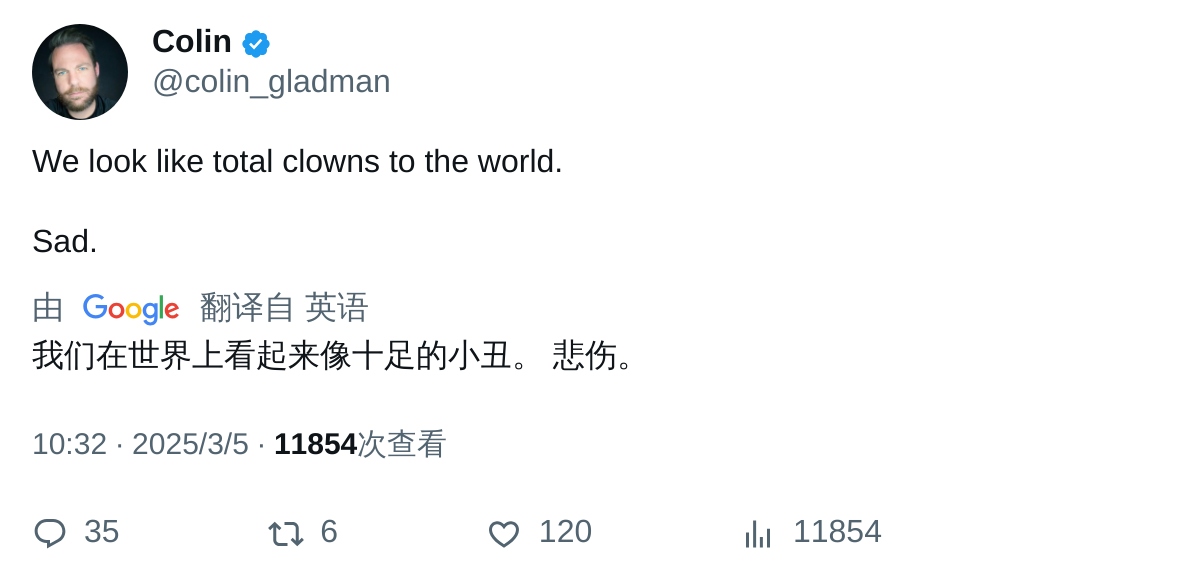 Colin
@colin_gladman
We look like total clowns to the world.
Sad.
由 Google 翻译自 英语
我们在世界上看起来像十足的小丑。 悲伤。
10:32 · 2025/3/5 · 11854次查看
35 6 120 11854